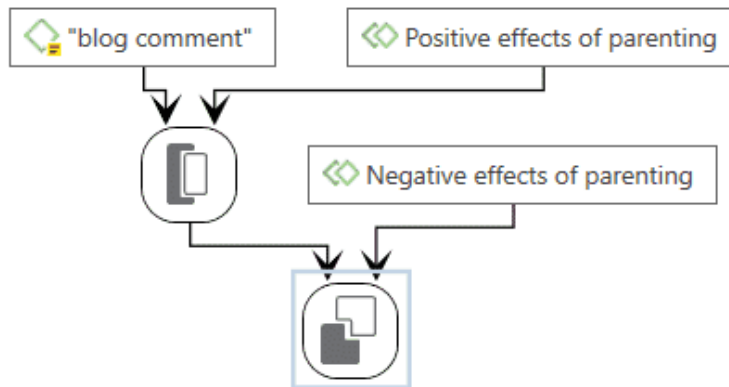 "blog comment"
Positive effects of parenting
Negative effects of parenting